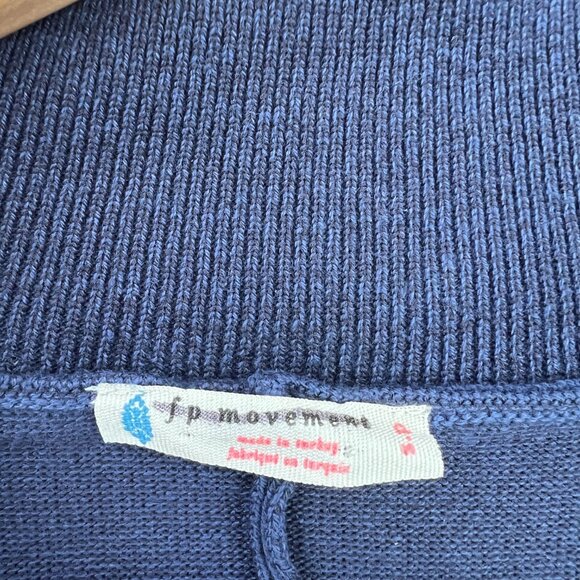 fp movement
made in turkey
fabriqué en turquie
S-P